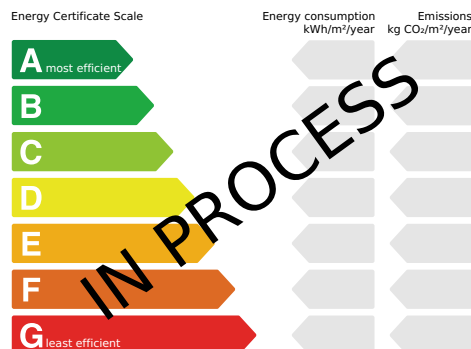 Energy Certificate Scale
Energy consumption
kWh/m²/year
Emissions
kg CO₂/m²/year
A most efficient
B
C
D
E
F
G least efficient
IN PROCESS